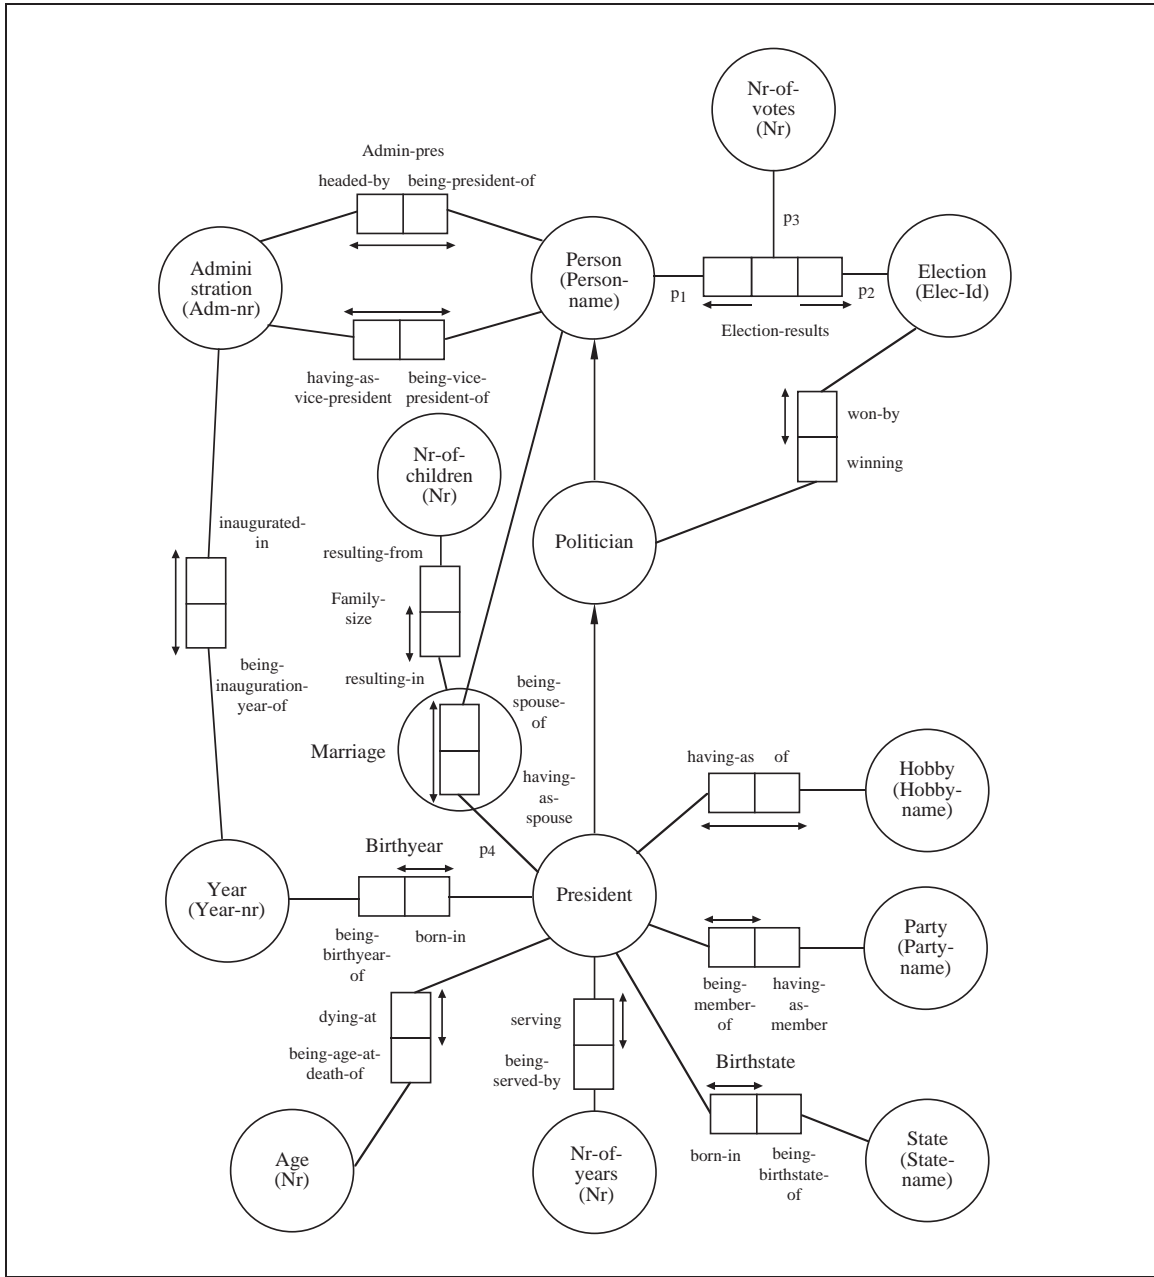 Nr-of-
votes
(Nr)
Admin-pres
headed-by
being-president-of
p3
Admini
stration
(Adm-nr)
Person
(Person-
name)
Election
(Elec-Id)
p1
p2
Election-results
having-as-
vice-president
being-vice-
president-of
won-by
winning
Nr-of-
children
(Nr)
Politician
inaugurated-
in
resulting-from
Family-
size
resulting-in
being-
inauguration-
year-of
being-
spouse-
of
Marriage
having-
as-
spouse
having-as
of
Hobby
(Hobby-
name)
p4
Birthyear
Year
(Year-nr)
President
being-
birthyear-
of
born-in
Party
(Party-
name)
being-
member-
of
having-
as-
member
dying-at
being-age-at-
death-of
serving
being-
served-by
Birthstate
born-in
being-
birthstate-
of
State
(State-
name)
Age
(Nr)
Nr-of-
years
(Nr)